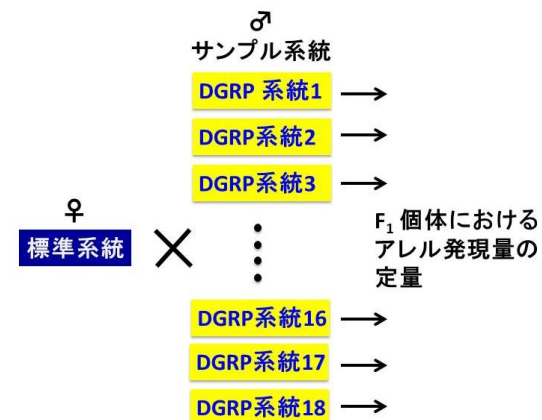 ♂
サンプル系統
DGRP 系統1
DGRP系統2
DGRP系統3
♀
標準系統
F₁ 個体における
アレル発現量の
定量
DGRP系統16
DGRP系統17
DGRP系統18